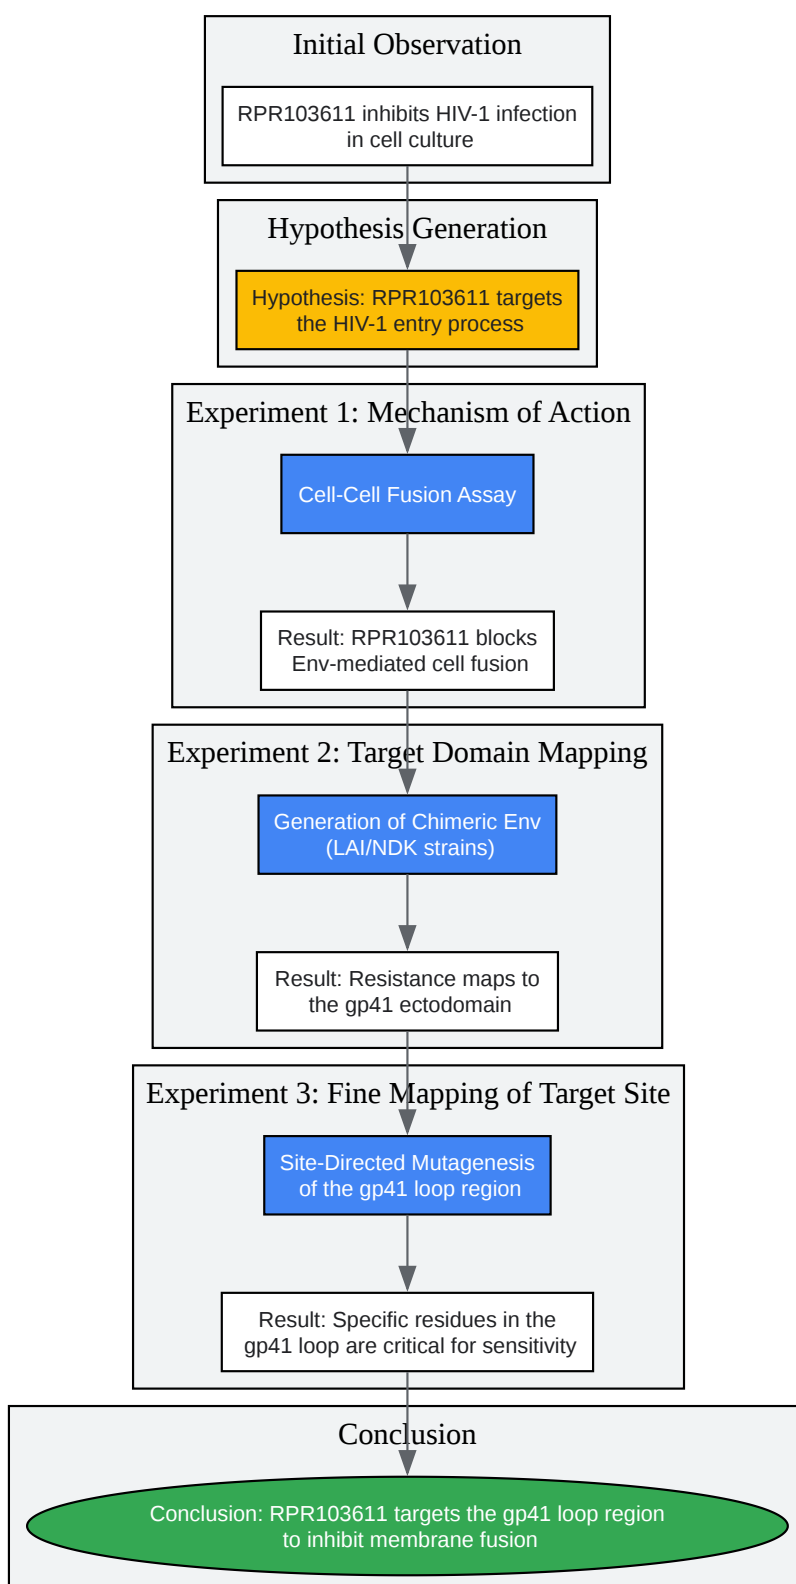 Initial Observation
RPR103611 inhibits HIV-1 infection
in cell culture
Hypothesis Generation
Hypothesis: RPR103611 targets
the HIV-1 entry process
Experiment 1: Mechanism of Action
Cell-Cell Fusion Assay
Result: RPR103611 blocks
Env-mediated cell fusion
Experiment 2: Target Domain Mapping
Generation of Chimeric Env
(LAI/NDK strains)
Result: Resistance maps to
the gp41 ectodomain
Experiment 3: Fine Mapping of Target Site
Site-Directed Mutagenesis
of the gp41 loop region
Result: Specific residues in the
gp41 loop are critical for sensitivity
Conclusion
Conclusion: RPR103611 targets the gp41 loop region
to inhibit membrane fusion